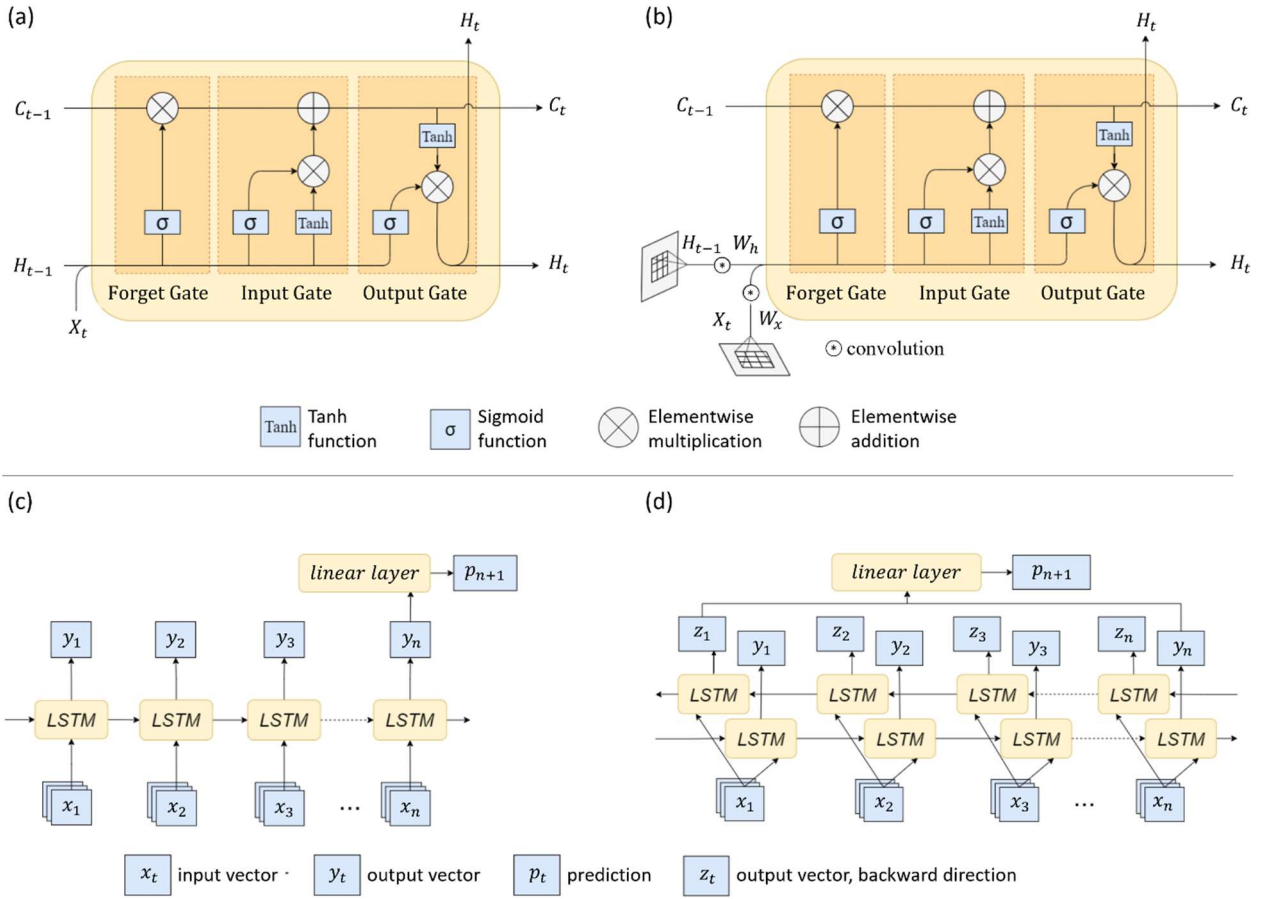 (a)
H_t
C_{t-1}
C_t
Tanh
σ
σ
Tanh
σ
H_{t-1}
H_t
Forget Gate
Input Gate
Output Gate
X_t
(b)
H_t
C_{t-1}
C_t
Tanh
σ
σ
Tanh
σ
H_{t-1}
W_h
H_t
Forget Gate
Input Gate
Output Gate
X_t
W_x
convolution
Tanh
Tanh
function
σ
Sigmoid
function
Elementwise
multiplication
Elementwise
addition
(c)
linear layer
p_{n+1}
y_1
y_2
y_3
y_n
LSTM
LSTM
LSTM
LSTM
x_1
x_2
x_3
...
x_n
(d)
linear layer
p_{n+1}
z_1
y_1
z_2
y_2
z_3
y_3
z_n
y_n
LSTM
LSTM
LSTM
LSTM
LSTM
LSTM
LSTM
LSTM
x_1
x_2
x_3
...
x_n
x_t input vector
y_t output vector
p_t prediction
z_t output vector, backward direction